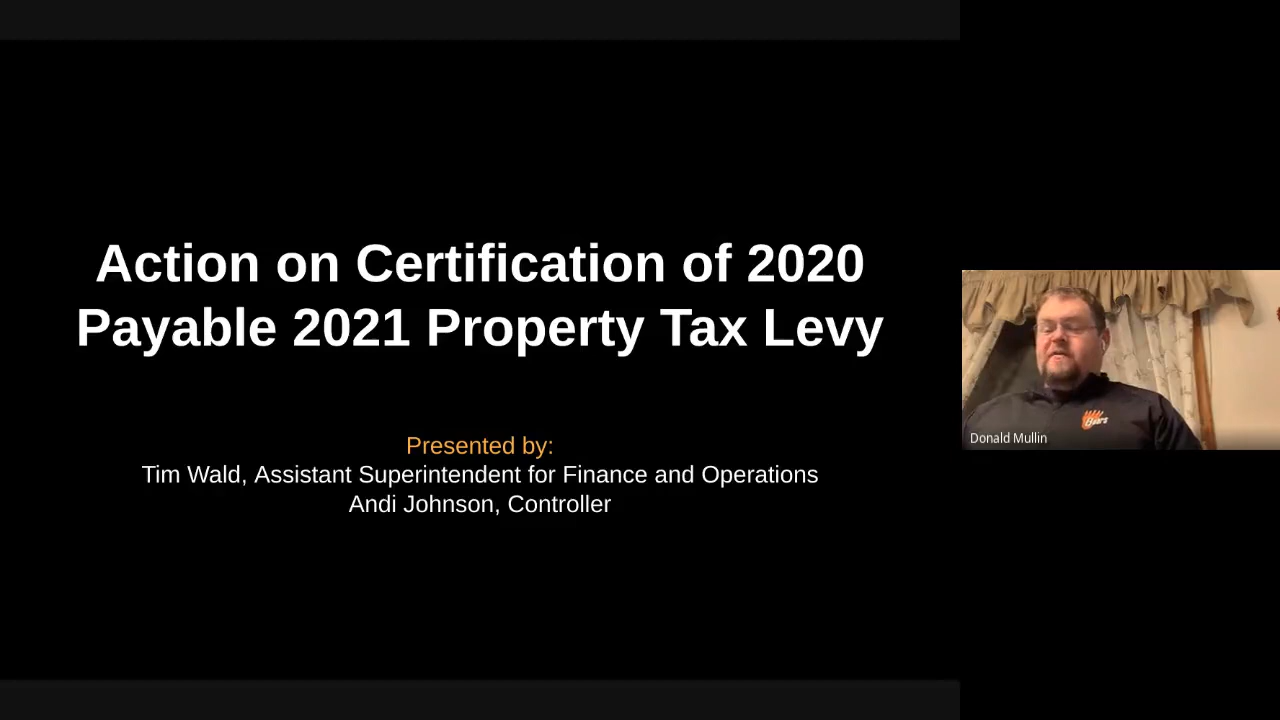 Action on Certification of 2020
Payable 2021 Property Tax Levy
Presented by:
Tim Wald, Assistant Superintendent for Finance and Operations
Andi Johnson, Controller
Donald Mullin